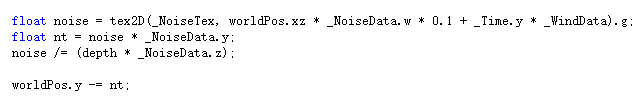 float noise = tex2D(_NoiseTex, worldPos.xz * _NoiseData.w * 0.1 + _Time.y * _WindData).g;
float nt = noise * _NoiseData.y;
noise /= (depth * _NoiseData.z);
worldPos.y -= nt;